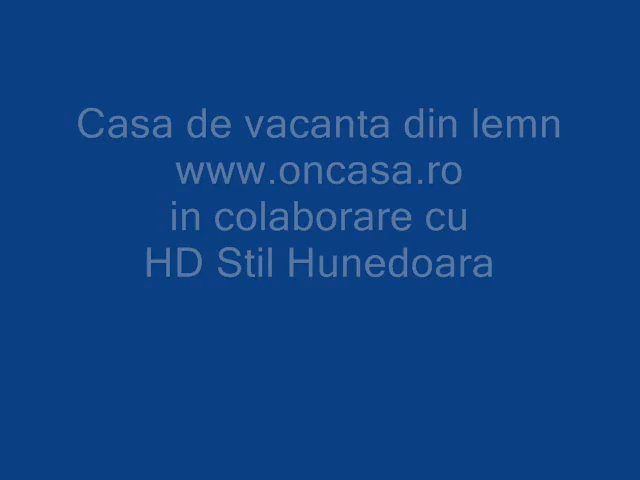 Casa de vacanta din lemn
www.oncasa.ro
in colaborare cu
HD Stil Hunedoara